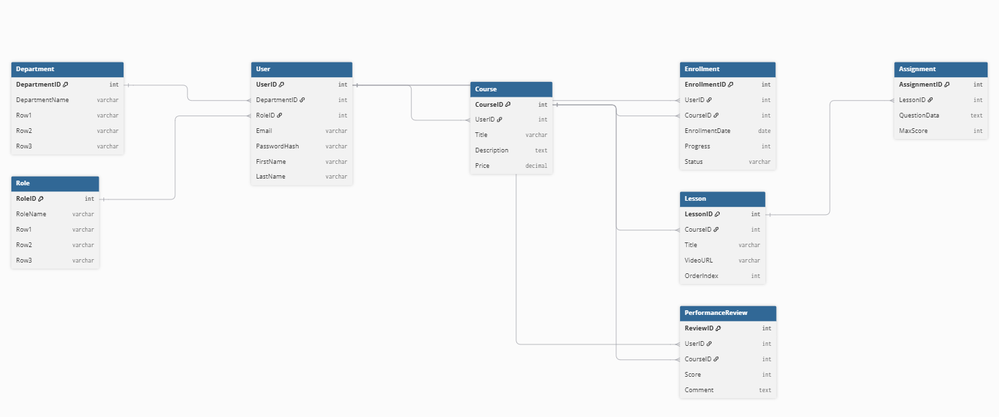 Department
DepartmentID int
DepartmentName varchar
Row1 varchar
Row2 varchar
Row3 varchar
Role
RoleID int
RoleName varchar
Row1 varchar
Row2 varchar
Row3 varchar
User
UserID int
DepartmentID int
RoleID int
Email varchar
PasswordHash varchar
FirstName varchar
LastName varchar
Course
CourseID int
UserID int
Title varchar
Description text
Price decimal
Enrollment
EnrollmentID int
UserID int
CourseID int
EnrollmentDate date
Progress int
Status varchar
Lesson
LessonID int
CourseID int
Title varchar
VideoURL varchar
OrderIndex int
PerformanceReview
ReviewID int
UserID int
CourseID int
Score int
Comment text
Assignment
AssignmentID int
LessonID int
QuestionData text
MaxScore int